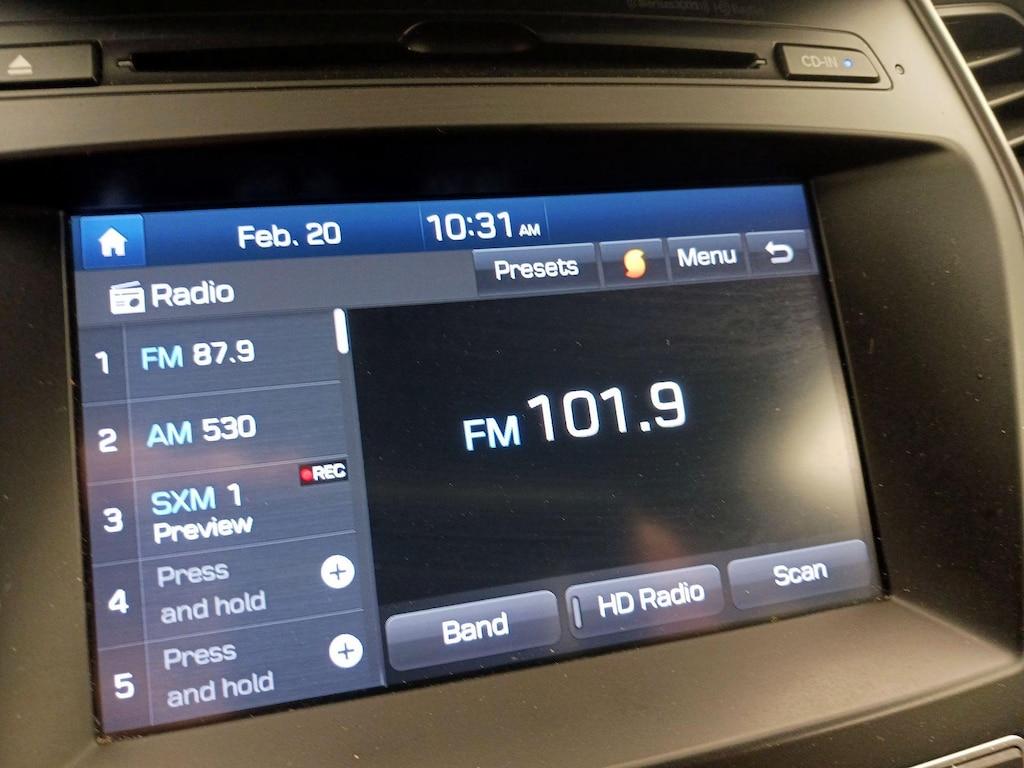 CD-IN
Feb. 20 10:31 AM
Presets Menu
Radio
1 FM 87.9
FM 101.9
2 AM 530
REC
3 SXM 1
Preview
4 Press
and hold
5 Press
and hold
Band HD Radio Scan